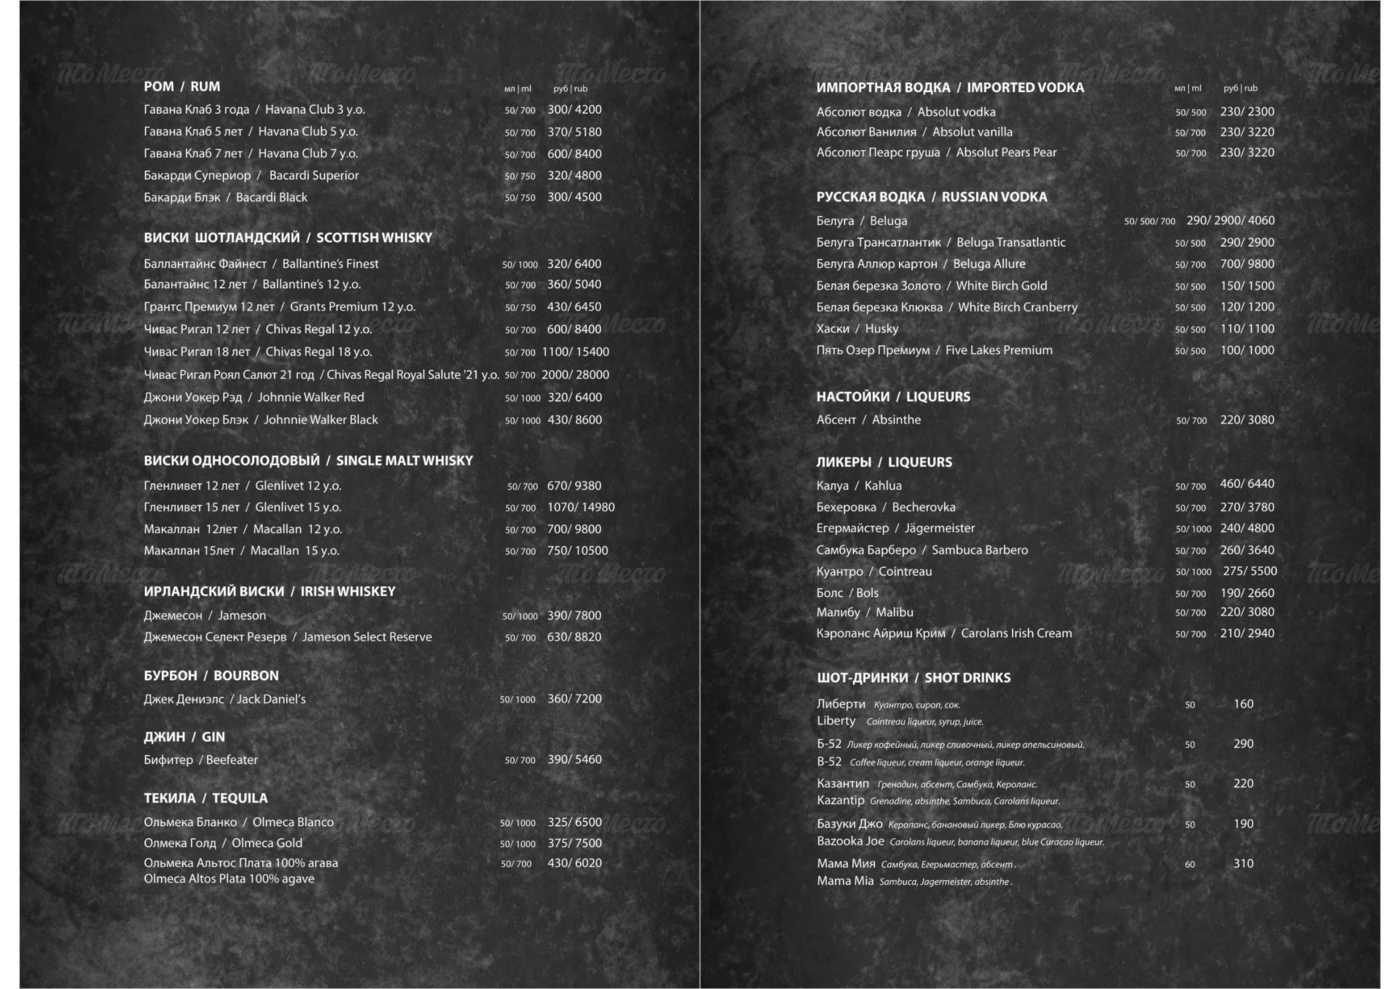 РОМ / RUM мл | ml руб | rub
Гавана Клаб 3 года / Havana Club 3 y.o. 50/ 700 300/ 4200
Гавана Клаб 5 лет / Havana Club 5 y.o. 50/ 700 370/ 5180
Гавана Клаб 7 лет / Havana Club 7 y.o. 50/ 700 600/ 8400
Бакарди Супериор / Bacardi Superior 50/ 750 320/ 4800
Бакарди Блэк / Bacardi Black 50/ 750 300/ 4500
ВИСКИ ШОТЛАНДСКИЙ / SCOTTISH WHISKY
Баллантайнс Файнест / Ballantine’s Finest 50/ 1000 320/ 6400
Балантайнс 12 лет / Ballantine’s 12 y.o. 50/ 700 360/ 5040
Грантс Премиум 12 лет / Grants Premium 12 y.o. 50/ 750 430/ 6450
Чивас Ригал 12 лет / Chivas Regal 12 y.o. 50/ 700 600/ 8400
Чивас Ригал 18 лет / Chivas Regal 18 y.o. 50/ 700 1100/ 15400
Чивас Ригал Роял Салют 21 год / Chivas Regal Royal Salute ’21 y.o. 50/ 700 2000/ 28000
Джони Уокер Рэд / Johnnie Walker Red 50/ 1000 320/ 6400
Джони Уокер Блэк / Johnnie Walker Black 50/ 1000 430/ 8600
ВИСКИ ОДНОСОЛОДОВЫЙ / SINGLE MALT WHISKY
Гленливет 12 лет / Glenlivet 12 y.o. 50/ 700 670/ 9380
Гленливет 15 лет / Glenlivet 15 y.o. 50/ 700 1070/ 14980
Макаллан 12лет / Macallan 12 y.o. 50/ 700 700/ 9800
Макаллан 15лет / Macallan 15 y.o. 50/ 700 750/ 10500
ИРЛАНДСКИЙ ВИСКИ / IRISH WHISKEY
Джемесон / Jameson 50/ 1000 390/ 7800
Джемесон Селект Резерв / Jameson Select Reserve 50/ 700 630/ 8820
БУРБОН / BOURBON
Джек Дениэлс / Jack Daniel’s 50/ 1000 360/ 7200
ДЖИН / GIN
Бифитер / Beefeater 50/ 700 390/ 5460
ТЕКИЛА / TEQUILA
Ольмека Бланко / Olmeca Blanco 50/ 1000 325/ 6500
Олмека Голд / Olmeca Gold 50/ 1000 375/ 7500
Ольмека Альтос Плата 100% агава 50/ 700 430/ 6020
Olmeca Altos Plata 100% agave
ИМПОРТНАЯ ВОДКА / IMPORTED VODKA мл | ml руб | rub
Абсолют водка / Absolut vodka 50/ 500 230/ 2300
Абсолют Ванилия / Absolut vanilla 50/ 700 230/ 3220
Абсолют Пеарс груша / Absolut Pears Pear 50/ 700 230/ 3220
РУССКАЯ ВОДКА / RUSSIAN VODKA
Белуга / Beluga 50/ 500/ 700 290/ 2900/ 4060
Белуга Трансатлантик / Beluga Transatlantic 50/ 500 290/ 2900
Белуга Аллюр картон / Beluga Allure 50/ 700 700/ 9800
Белая березка Золото / White Birch Gold 50/ 500 150/ 1500
Белая березка Клюква / White Birch Cranberry 50/ 500 120/ 1200
Хаски / Husky 50/ 500 110/ 1100
Пять Озер Премиум / Five Lakes Premium 50/ 500 100/ 1000
НАСТОЙКИ / LIQUEURS
Абсент / Absinthe 50/ 700 220/ 3080
ЛИКЕРЫ / LIQUEURS
Калуа / Kahlua 50/ 700 460/ 6440
Бехеровка / Becherovka 50/ 700 270/ 3780
Егермайстер / Jägermeister 50/ 1000 240/ 4800
Самбука Барберо / Sambuca Barbero 50/ 700 260/ 3640
Куантро / Cointreau 50/ 1000 275/ 5500
Болс / Bols 50/ 700 190/ 2660
Малибу / Malibu 50/ 700 220/ 3080
Кэроланс Айриш Крим / Carolans Irish Cream 50/ 700 210/ 2940
ШОТ-ДРИНКИ / SHOT DRINKS
Либерти Куантро, сироп, сок. 50 160
Liberty Cointreau liqueur, syrup, juice.
Б-52 Ликер кофейный, ликер сливочный, ликер апельсиновый. 50 290
B-52 Coffee liqueur, cream liqueur, orange liqueur.
Казантип Гренадин, абсент, Самбука, Кероланс. 50 220
Kazantip Grenadine, absinthe, Sambuca, Carolans liqueur.
Базуки Джо Кероланс, банановый ликер, Блю курасао. 50 190
Bazooka Joe Carolans liqueur, banana liqueur, blue Curacao liqueur.
Мама Мия Самбука, Егерьмастер, абсент . 60 310
Mama Mia Sambuca, Jagermeister, absinthe .